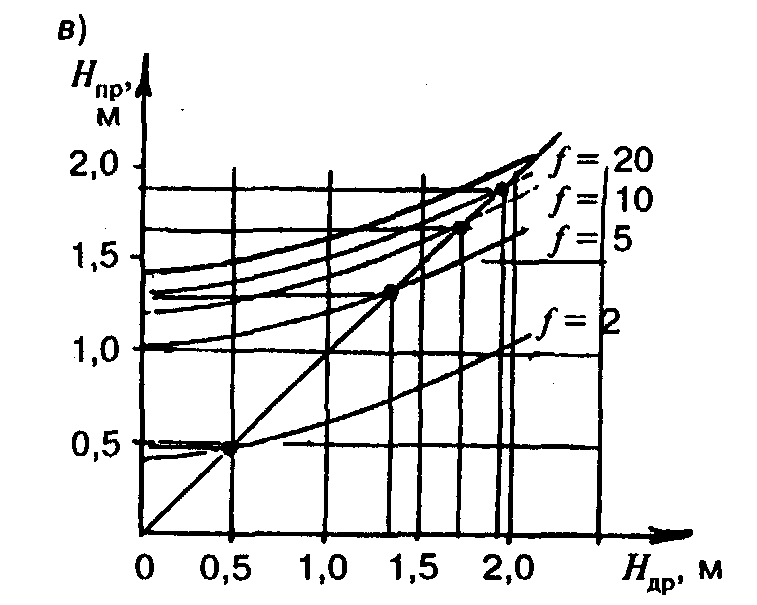 в)
Hпр,
м
2,0
1,5
1,0
0,5
f = 20
f = 10
f = 5
f = 2
0 0,5 1,0 1,5 2,0 Hдр, м